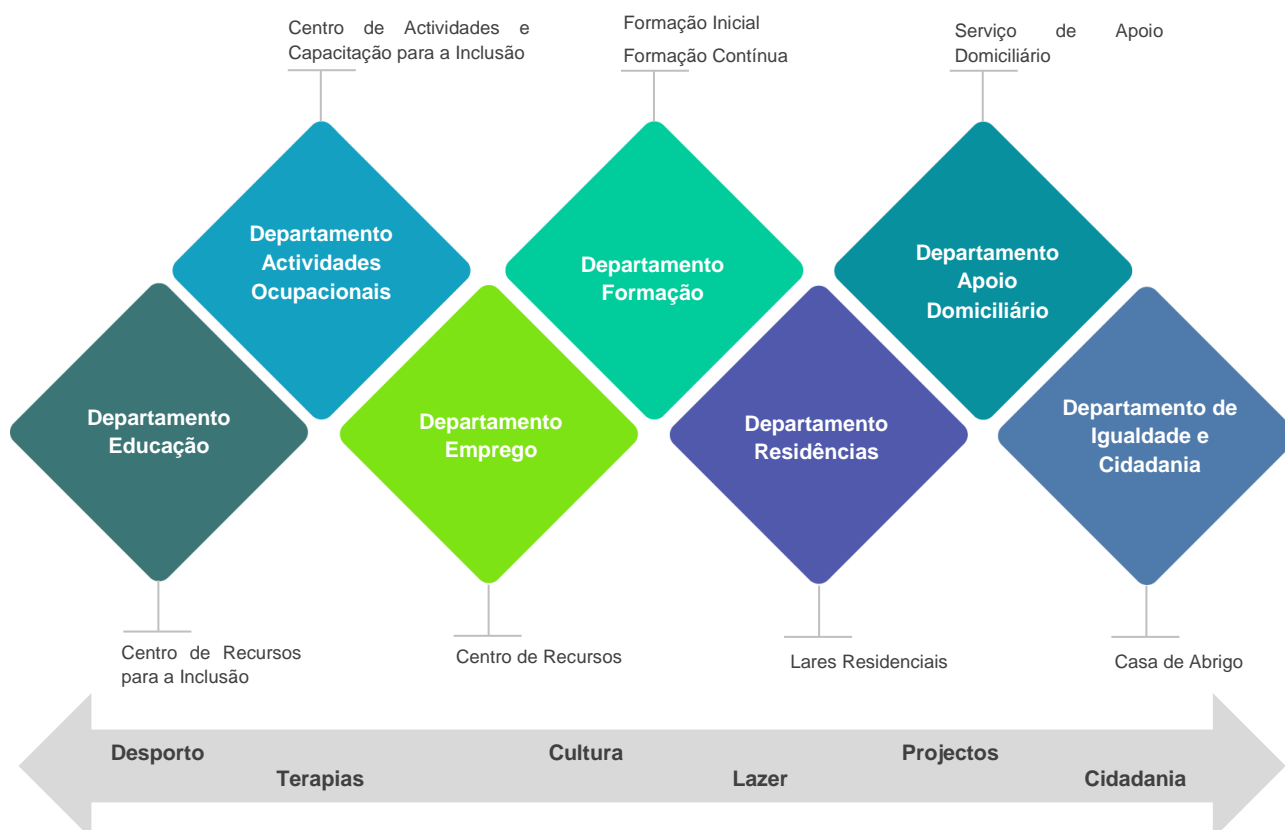 Centro de Actividades e
Capacitação para a Inclusão
Formação Inicial
Formação Contínua
Serviço de Apoio
Domiciliário
Departamento
Actividades
Ocupacionais
Departamento
Formação
Departamento
Apoio
Domiciliário
Departamento
Educação
Departamento
Emprego
Departamento
Residências
Departamento de
Igualdade e
Cidadania
Centro de Recursos
para a Inclusão
Centro de Recursos
Lares Residenciais
Casa de Abrigo
Desporto
Terapias
Cultura
Lazer
Projectos
Cidadania